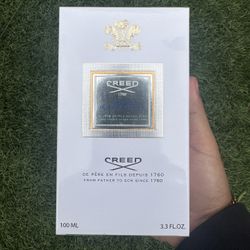 CREED
1760
CREED
DE PÈRE EN FILS DEPUIS 1760
FROM FATHER TO SON SINCE 1760
100 ML
3.3 FL.OZ.